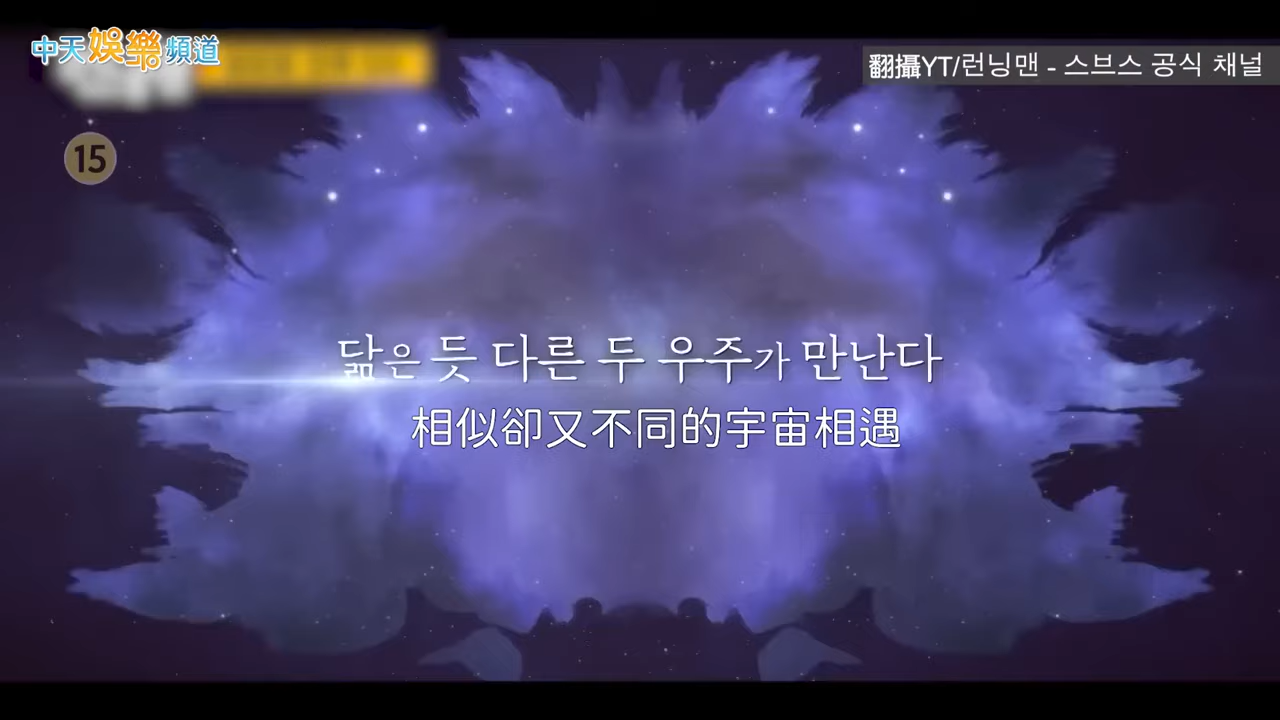 中天娛樂頻道
翻攝YT/런닝맨 - 스브스 공식 채널
15
닮은 듯 다른 두 우주가 만난다
相似卻又不同的宇宙相遇